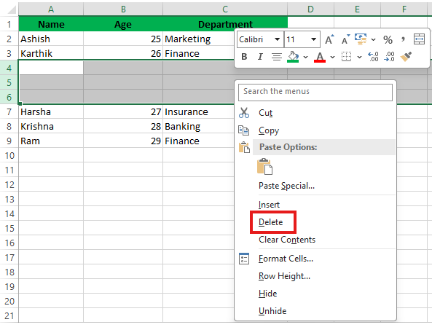 A B C D E F
1 Name Age Department
2 Ashish 25 Marketing
3 Karthik 26 Finance
Calibri 11 A A % ,
B I A .00
4
5
6
7 Harsha 27 Insurance
8 Krishna 28 Banking
9 Ram 29 Finance
10
11
12
13
14
15
16
17
18
19
20
21
Search the menus
Cut
Copy
Paste Options:
Paste Special...
Insert
Delete
Clear Contents
Format Cells...
Row Height...
Hide
Unhide